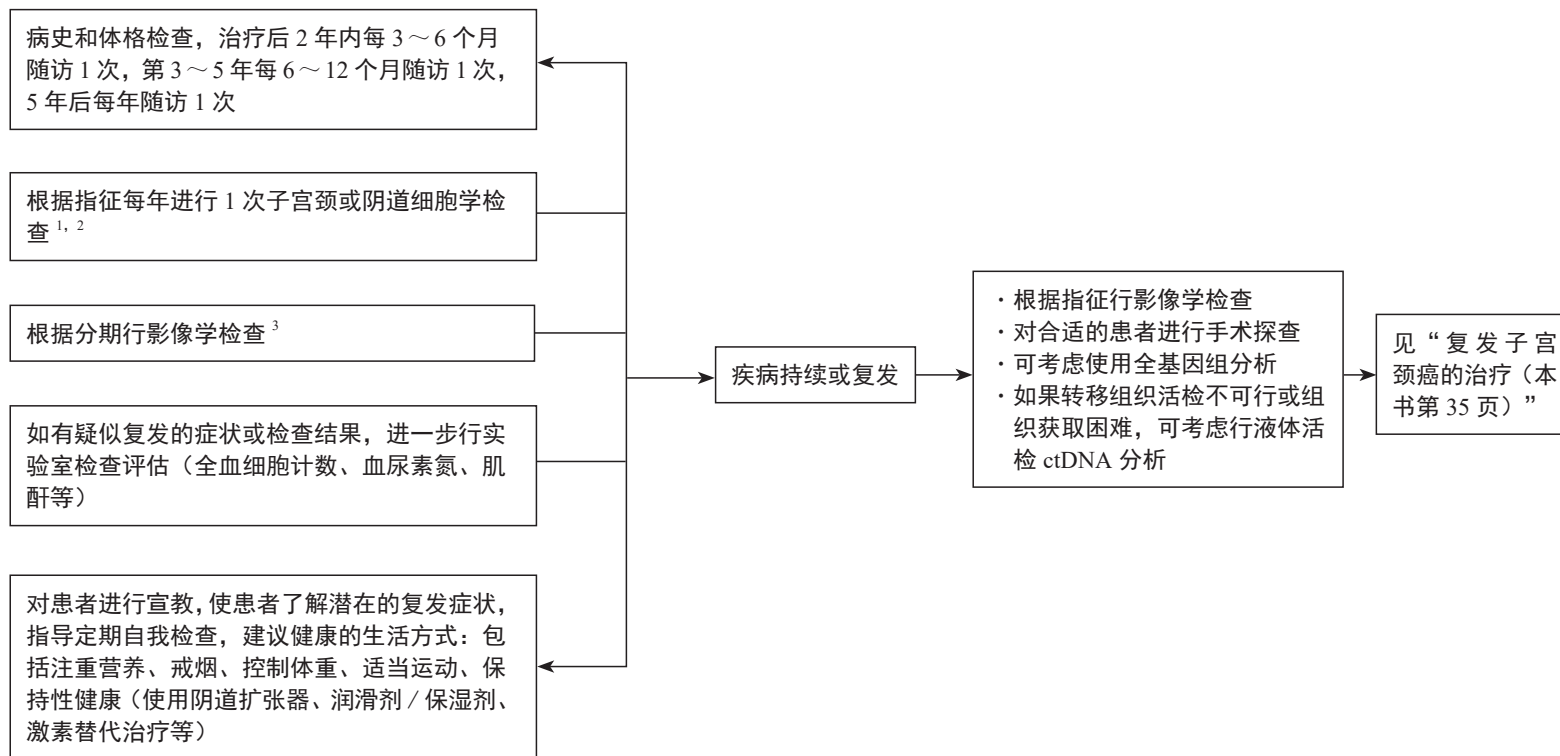 病史和体格检查，治疗后 2 年内每 3～6 个月
随访 1 次，第 3～5 年每 6～12 个月随访 1 次，
5 年后每年随访 1 次
根据指征每年进行 1 次子宫颈或阴道细胞学检
查 1，2
根据分期行影像学检查 3
如有疑似复发的症状或检查结果，进一步行实
验室检查评估（全血细胞计数、血尿素氮、肌
酐等）
对患者进行宣教，使患者了解潜在的复发症状，
指导定期自我检查，建议健康的生活方式：包
括注重营养、戒烟、控制体重、适当运动、保
持性健康（使用阴道扩张器、润滑剂 / 保湿剂、
激素替代治疗等）
疾病持续或复发
· 根据指征行影像学检查
· 对合适的患者进行手术探查
· 可考虑使用全基因组分析
· 如果转移组织活检不可行或组
织获取困难，可考虑行液体活
检 ctDNA 分析
见“复发子宫
颈癌的治疗（本
书第 35 页）”